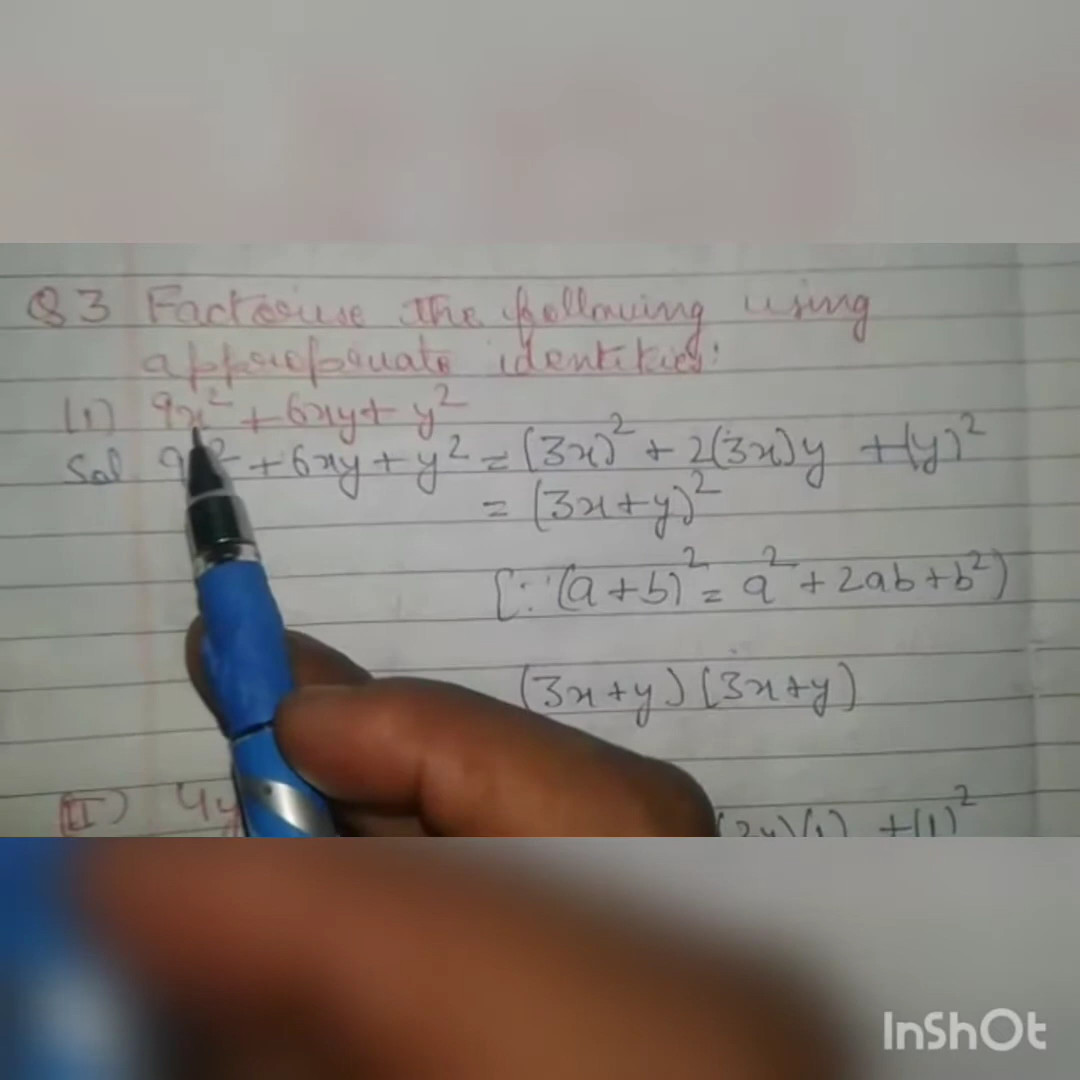 Q3 Factorise the following using
appropriate identities:
(1) 9x² + 6xy + y²
Sol 9x² + 6xy + y² = (3x)² + 2(3x)y + (y)²
= (3x+y)²
[∵ (a+b)² = a² + 2ab + b²)
(3x+y) (3x+y)
(II) 4y (2y)(1) + (1)²
InShOt